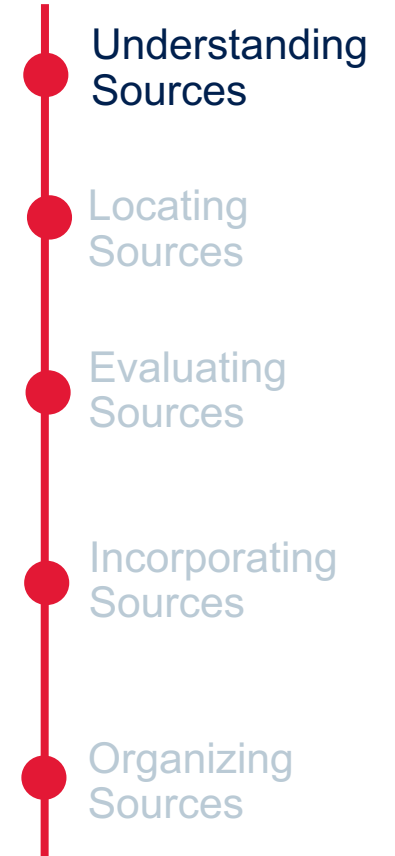 Understanding
Sources
Locating
Sources
Evaluating
Sources
Incorporating
Sources
Organizing
Sources